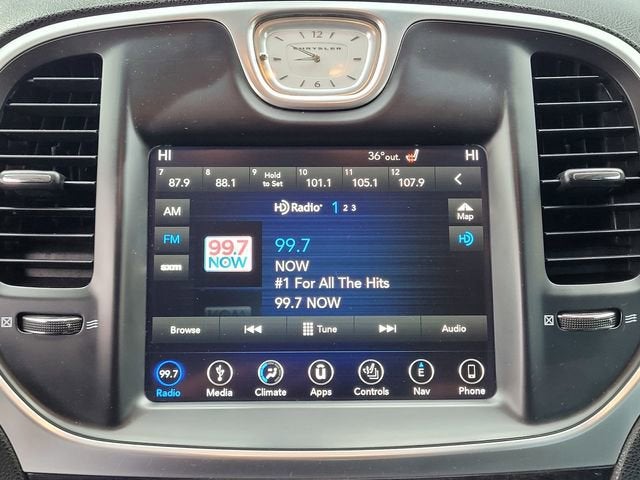 12
CHRYSLER
HI 36°out. HI
7 87.9 8 88.1 9 Hold to Set 10 101.1 11 105.1 12 107.9
AM HD Radio 1 2 3 Map
FM 99.7 NOW 99.7 HD
NOW
sxm #1 For All The Hits
99.7 NOW
Browse Tune Audio
99.7 E
Radio Media Climate Apps Controls Nav Phone